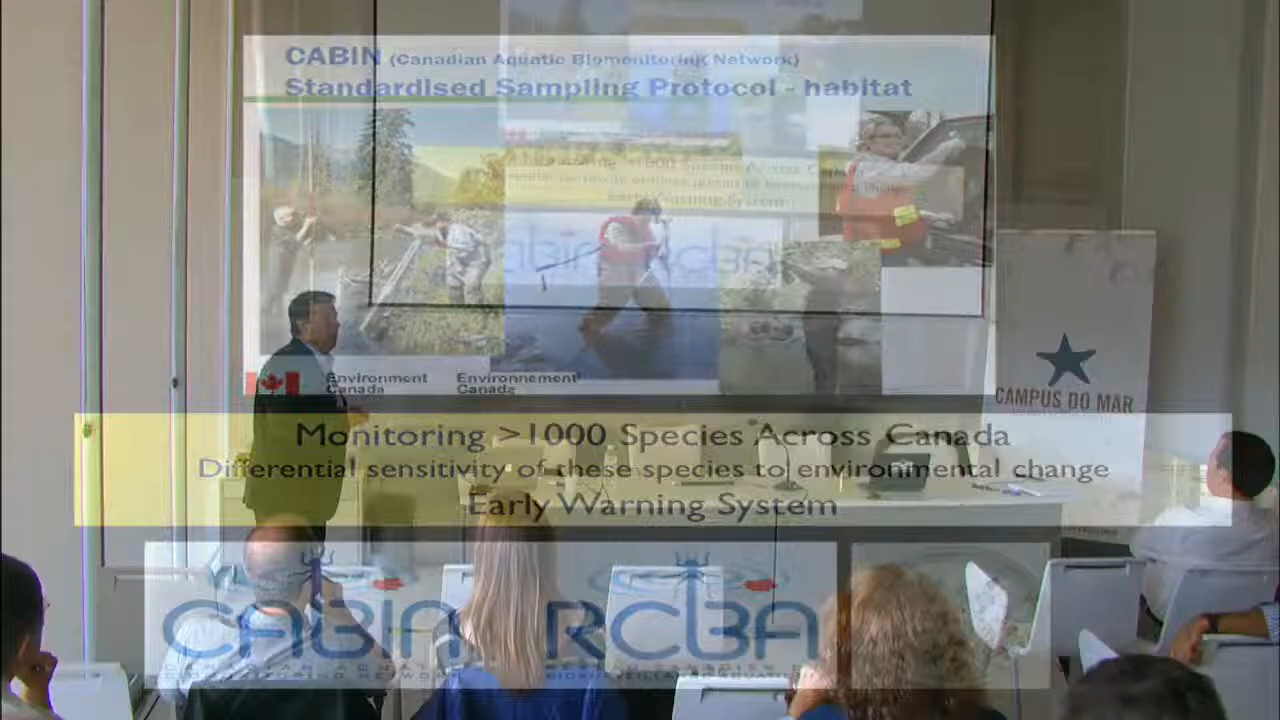 CABIN (Canadian Aquatic Biomonitoring Network)
Standardised Sampling Protocol - habitat
Environment Canada
Environnement Canada
CAMPUS DO MAR
Monitoring >1000 Species Across Canada
Differential sensitivity of these species to environmental change
Early Warning System
CABIN RCBA